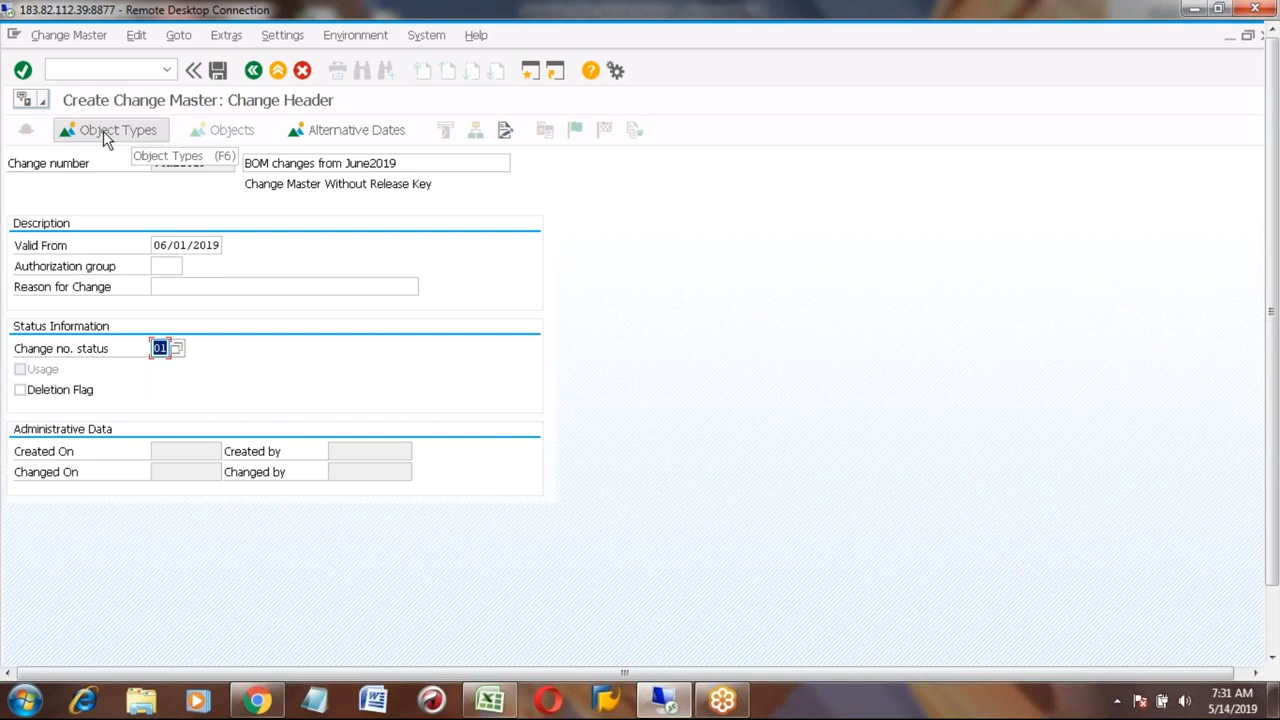 183.82.112.39:8877 - Remote Desktop Connection
Change Master Edit Goto Extras Settings Environment System Help
Create Change Master: Change Header
Object Types Objects Alternative Dates
Object Types (F6)
Change number BOM changes from June2019
Change Master Without Release Key
Description
Valid From 06/01/2019
Authorization group
Reason for Change
Status Information
Change no. status 01
Usage
Deletion Flag
Administrative Data
Created On Created by
Changed On Changed by
7:31 AM
5/14/2019